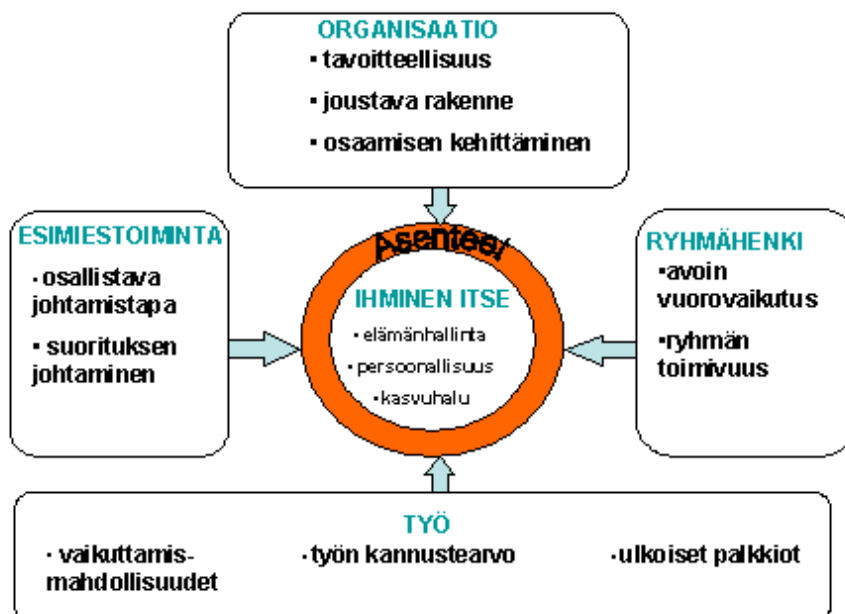 ORGANISAATIO
▪ tavoitteellisuus
▪ joustava rakenne
▪ osaamisen kehittäminen
ESIMIESTOIMINTA
▪ osallistava
johtamistapa
▪ suorituksen
johtaminen
Asenteet
IHMINEN ITSE
▪ elämänhallinta
▪ persoonallisuus
▪ kasvuhalu
RYHMÄHENKI
▪avoin
vuorovaikutus
▪ryhmän
toimivuus
TYÖ
▪ vaikuttamis-
mahdollisuudet
▪työn kannustearvo
▪ulkoiset palkkiot